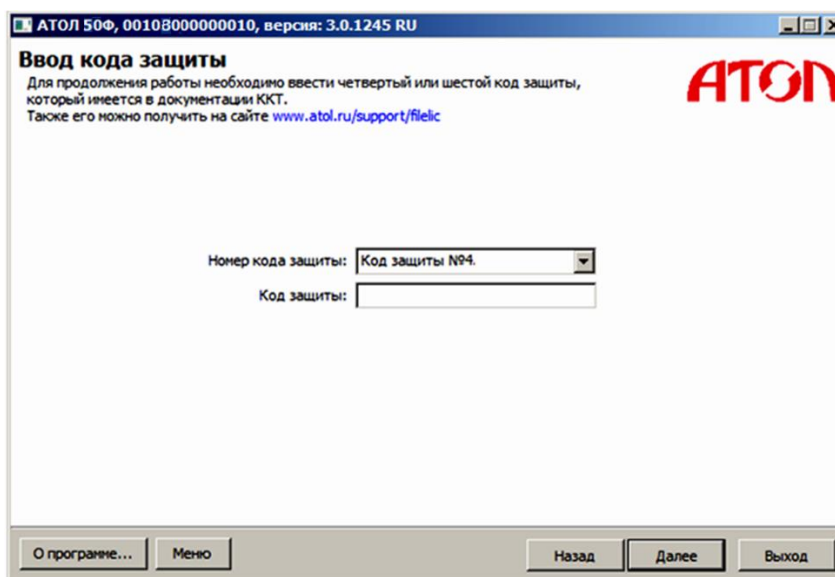 АТОЛ 50Ф, 00108000000010, версия: 3.0.1245 RU
Ввод кода защиты
Для продолжения работы необходимо ввести четвертый или шестой код защиты,
который имеется в документации ККТ.
Также его можно получить на сайте www.atol.ru/support/filelic
АТОЛ
Номер кода защиты: Код защиты №4.
Код защиты:
О программе... Меню Назад Далее Выход